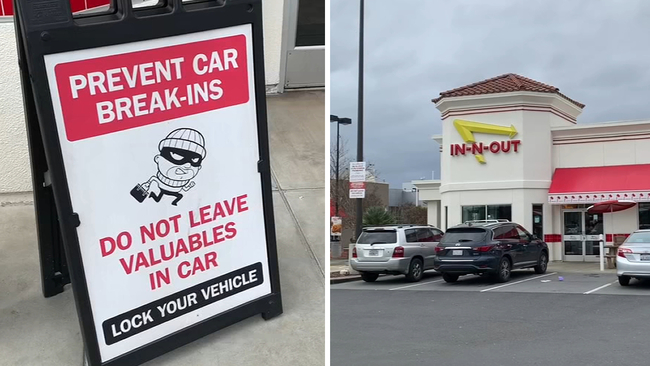 PREVENT CAR
BREAK-INS
DO NOT LEAVE
VALUABLES
IN CAR
LOCK YOUR VEHICLE
IN-N-OUT